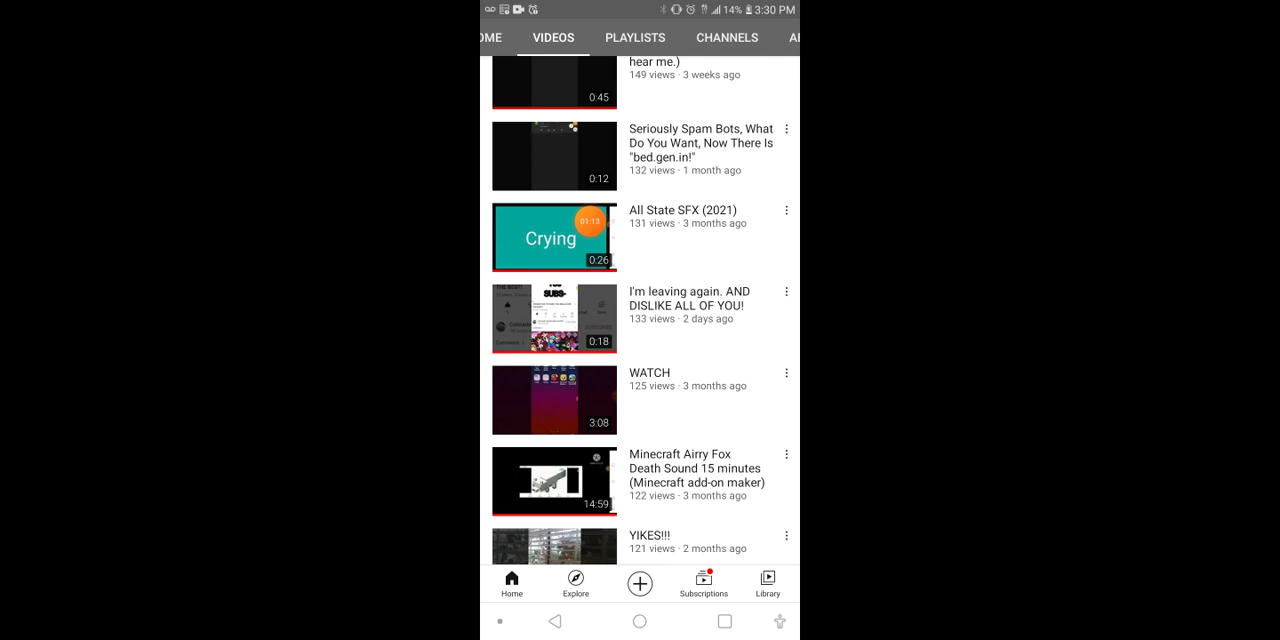 14% 3:30 PM
OME VIDEOS PLAYLISTS CHANNELS
hear me.)
149 views · 3 weeks ago
0:45
Seriously Spam Bots, What
Do You Want, Now There Is
"bed.gen.in!"
132 views · 1 month ago
0:12
All State SFX (2021)
131 views · 3 months ago
01:13
Crying
0:26
I'm leaving again. AND
DISLIKE ALL OF YOU!
133 views · 2 days ago
SUBS-
0:18
WATCH
125 views · 3 months ago
3:08
Minecraft Airry Fox
Death Sound 15 minutes
(Minecraft add-on maker)
122 views · 3 months ago
14:59
YIKES!!!
121 views · 2 months ago
Home Explore Subscriptions Library